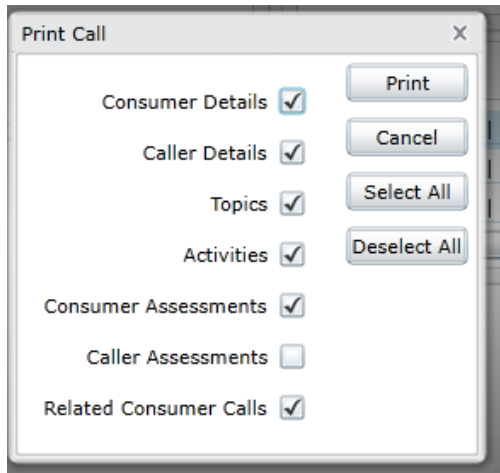 Print Call
Consumer Details
Print
Caller Details
Cancel
Topics
Select All
Activities
Deselect All
Consumer Assessments
Caller Assessments
Related Consumer Calls